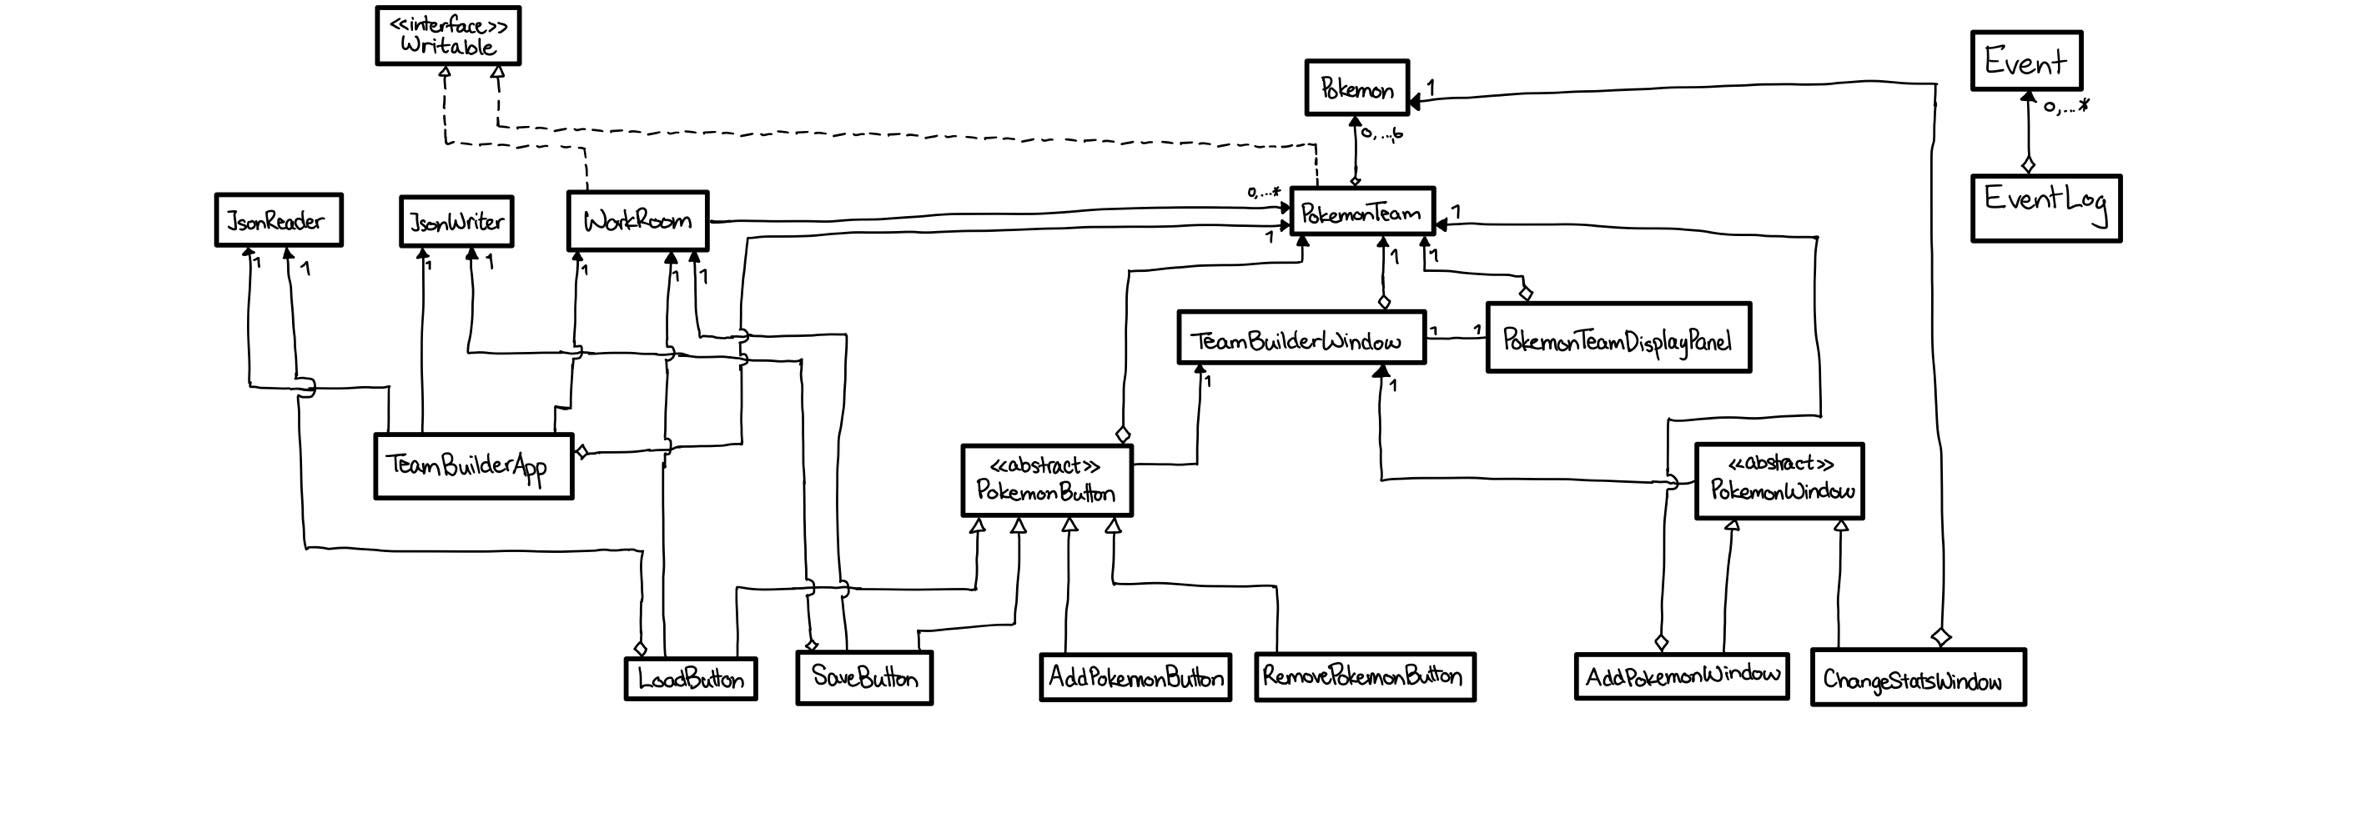 <<interface>>
Writable
Pokemon
1
Event
0,...*
0,...6
JsonReader
JsonWriter
WorkRoom
0,...*
PokemonTeam
1
EventLog
1
1
1
1
1
1
1
1
1
1
TeamBuilderWindow
1
1
PokemonTeamDisplayPanel
1
1
TeamBuilderApp
<<abstract>>
PokemonButton
<<abstract>>
PokemonWindow
LoadButton
SaveButton
AddPokemonButton
RemovePokemonButton
AddPokemonWindow
ChangeStatsWindow